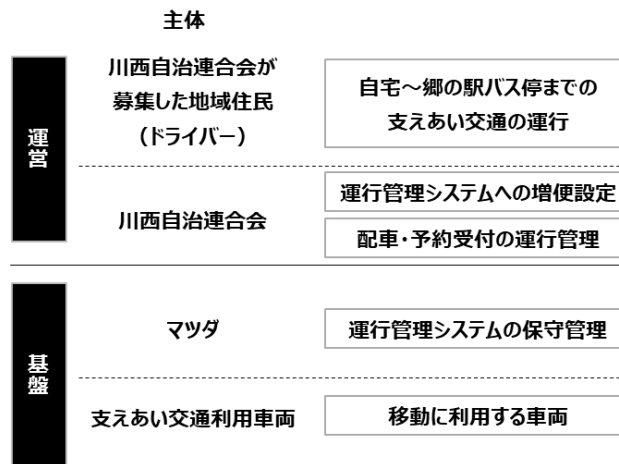 主体
運営
川西自治連合会が
募集した地域住民
（ドライバー）
自宅～郷の駅バス停までの
支えあい交通の運行
川西自治連合会
運行管理システムへの増便設定
配車・予約受付の運行管理
基盤
マツダ
運行管理システムの保守管理
支えあい交通利用車両
移動に利用する車両